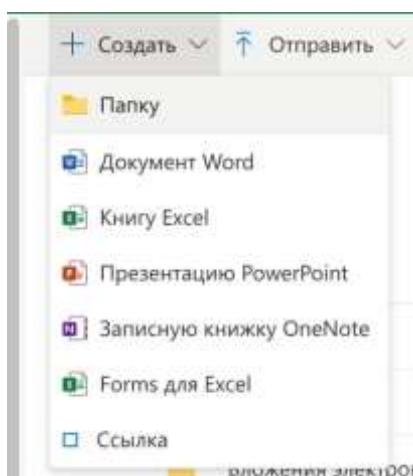 Создать Отправить
Папку
Документ Word
Книгу Excel
Презентацию PowerPoint
Записную книжку OneNote
Forms для Excel
Ссылка